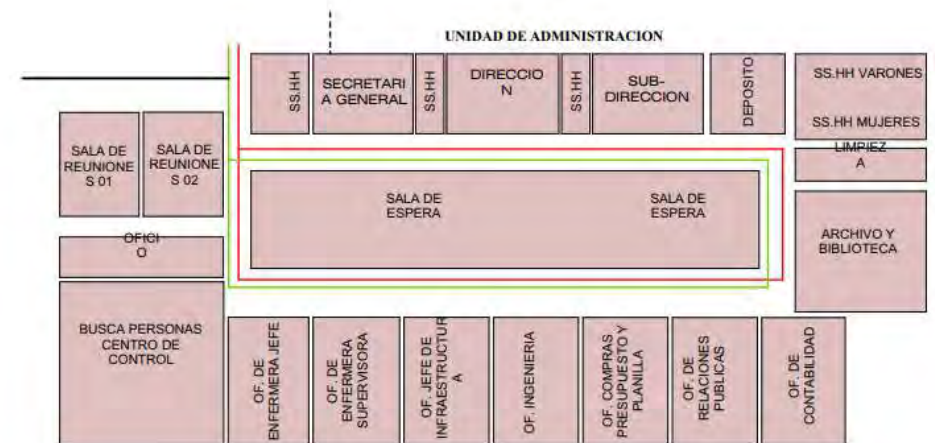 UNIDAD DE ADMINISTRACION
SS.HH
SECRETARI
A GENERAL
SS.HH
DIRECCIO
N
SS.HH
SUB-
DIRECCION
DEPOSITO
SS.HH VARONES
SS.HH MUJERES
LIMPIEZ
A
SALA DE
REUNIONE
S 01
SALA DE
REUNIONE
S 02
SALA DE
ESPERA
SALA DE
ESPERA
ARCHIVO Y
BIBLIOTECA
OFICI
O
BUSCA PERSONAS
CENTRO DE
CONTROL
OF. DE
ENFERMERA JEFE
OF. DE
ENFERMERA
SUPERVISORA
OF. JEFE DE
INFRAESTRUCTUR
A
OF. INGENIERIA
OF. COMPRAS
PRESUPUESTO Y
PLANILLA
OF. DE
RELACIONES
PUBLICAS
OF. DE
CONTABILIDAD